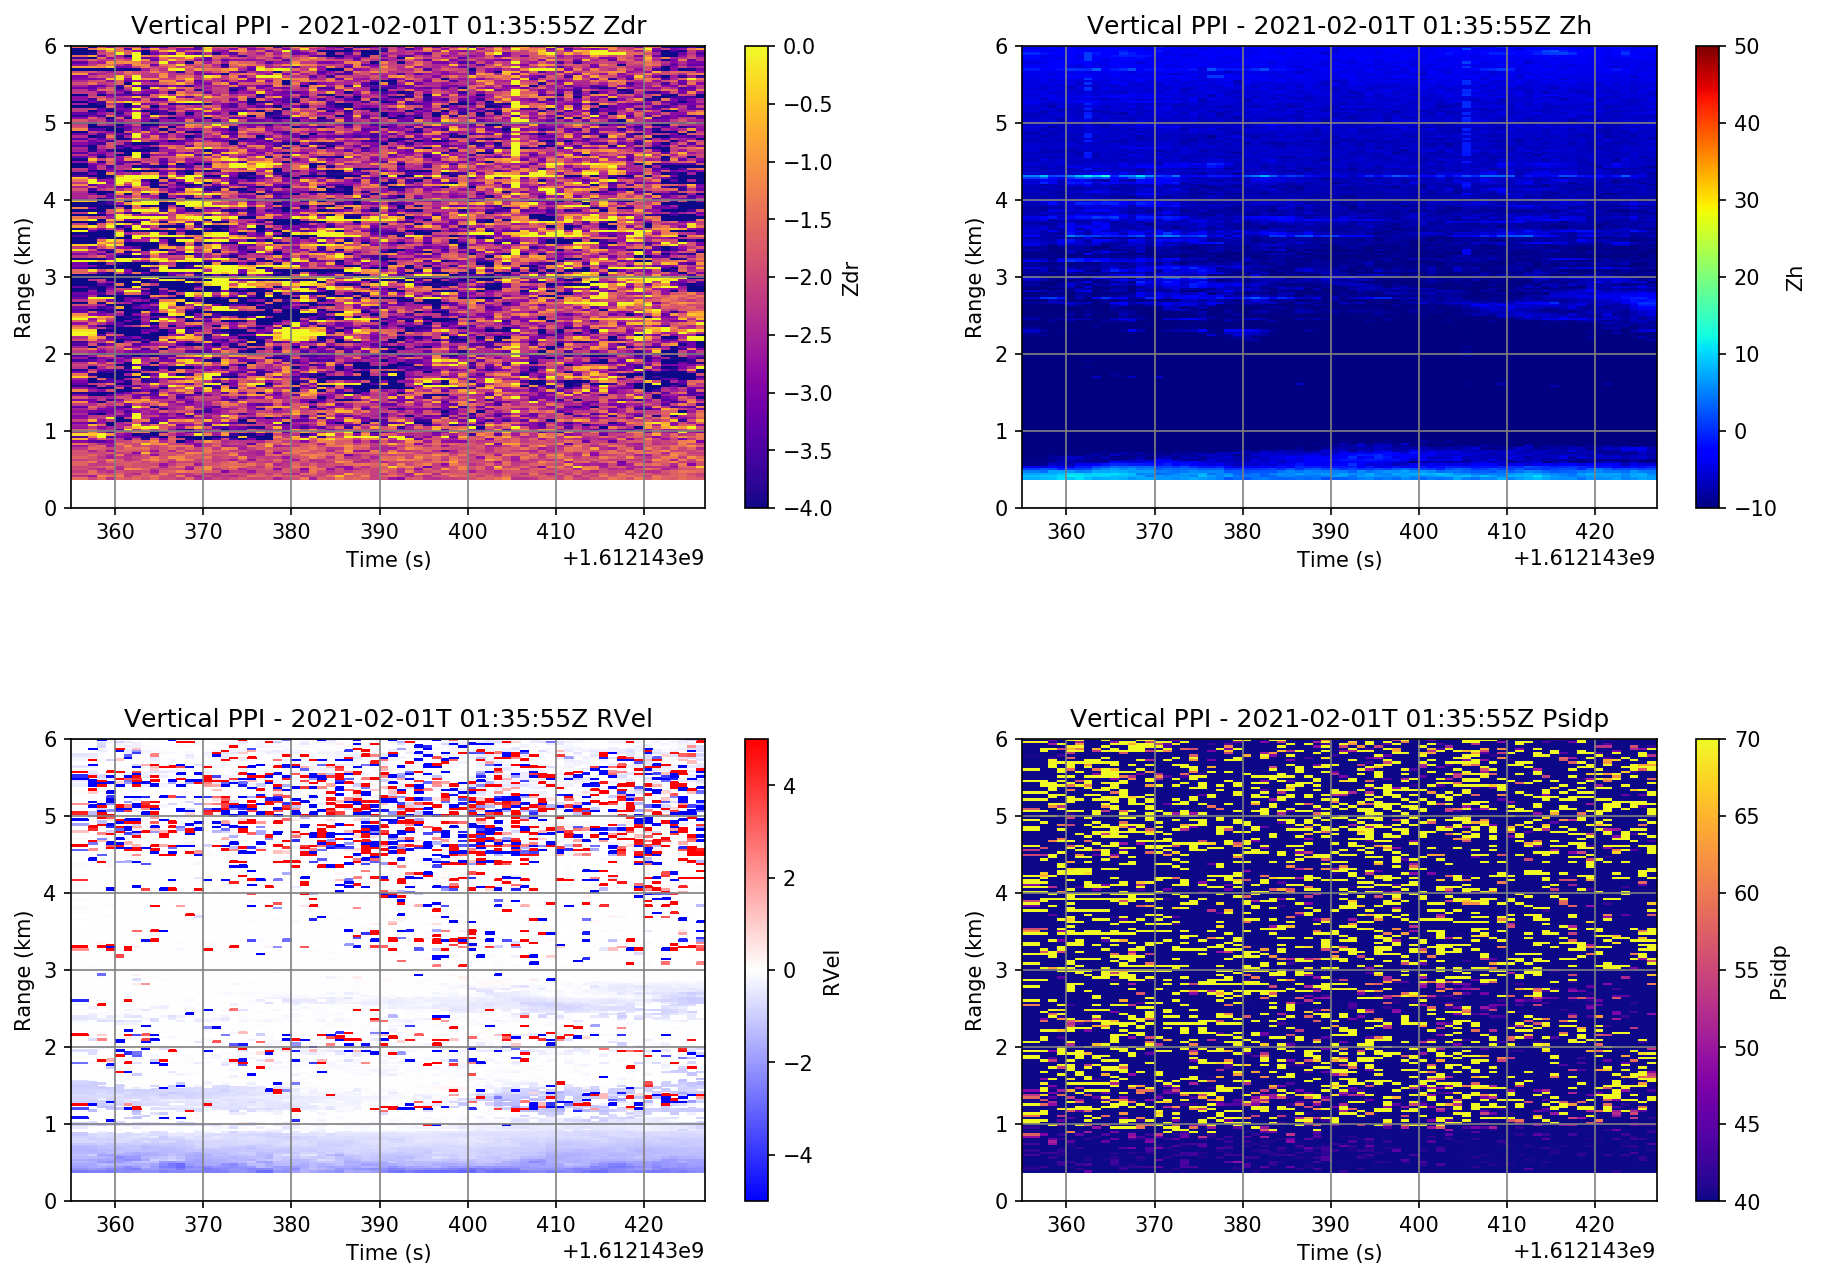 Vertical PPI - 2021-02-01T 01:35:55Z Zdr
6
5
4
3
2
1
0
Range (km)
360 370 380 390 400 410 420
Time (s)
+1.612143e9
0.0
−0.5
−1.0
−1.5
−2.0
−2.5
−3.0
−3.5
−4.0
Zdr
Vertical PPI - 2021-02-01T 01:35:55Z Zh
6
5
4
3
2
1
0
Range (km)
360 370 380 390 400 410 420
Time (s)
+1.612143e9
50
40
30
20
10
0
−10
Zh
Vertical PPI - 2021-02-01T 01:35:55Z RVel
6
5
4
3
2
1
0
Range (km)
360 370 380 390 400 410 420
Time (s)
+1.612143e9
4
2
0
−2
−4
RVel
Vertical PPI - 2021-02-01T 01:35:55Z Psidp
6
5
4
3
2
1
0
Range (km)
360 370 380 390 400 410 420
Time (s)
+1.612143e9
70
65
60
55
50
45
40
Psidp